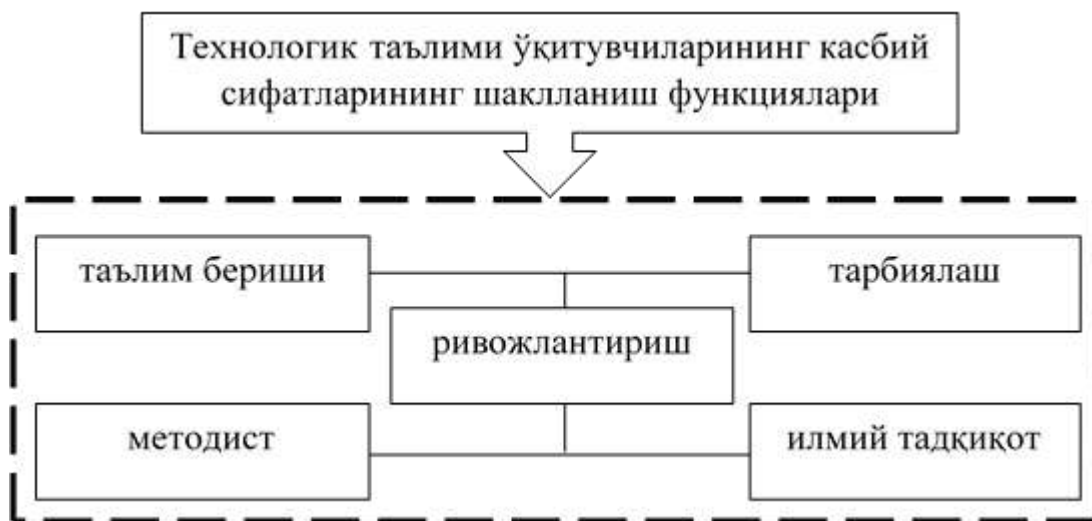 Технологик таълими ўқитувчиларининг касбий
сифатларининг шаклланиш функциялари
таълим бериши
тарбиялаш
ривожлантириш
методист
илмий тадқиқот